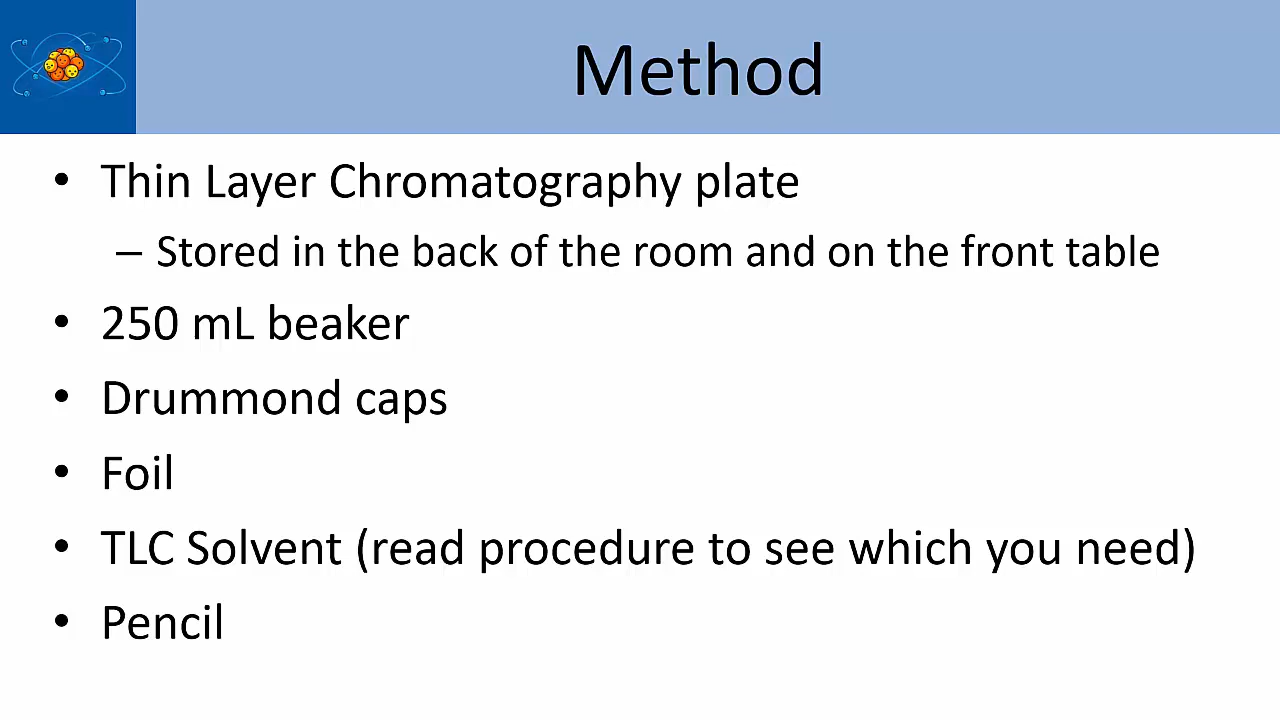 Method
• Thin Layer Chromatography plate
– Stored in the back of the room and on the front table
• 250 mL beaker
• Drummond caps
• Foil
• TLC Solvent (read procedure to see which you need)
• Pencil